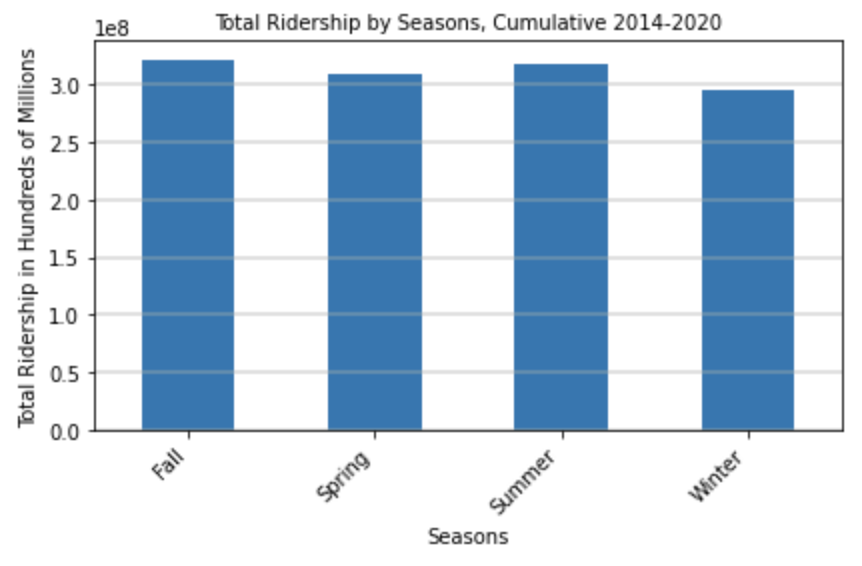 Total Ridership by Seasons, Cumulative 2014-2020
1e8
Total Ridership in Hundreds of Millions
3.0
2.5
2.0
1.5
1.0
0.5
0.0
Fall
Spring
Summer
Winter
Seasons